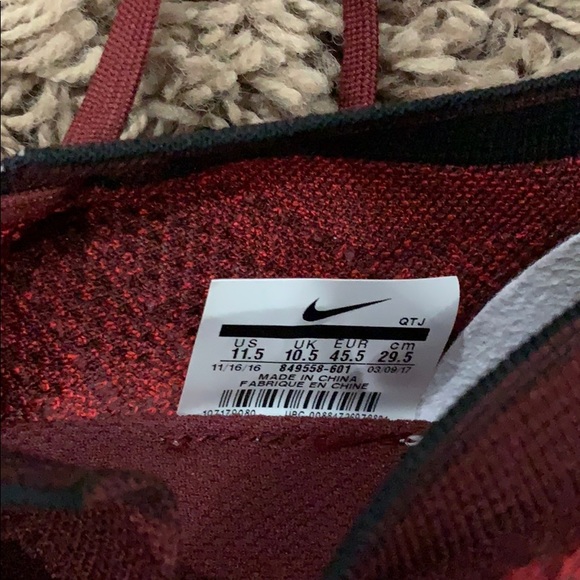 QTJ
US UK EUR cm
11.5 10.5 45.5 29.5
11/16/16 849558-601 03/09/17
MADE IN CHINA
FABRIQUE EN CHINE